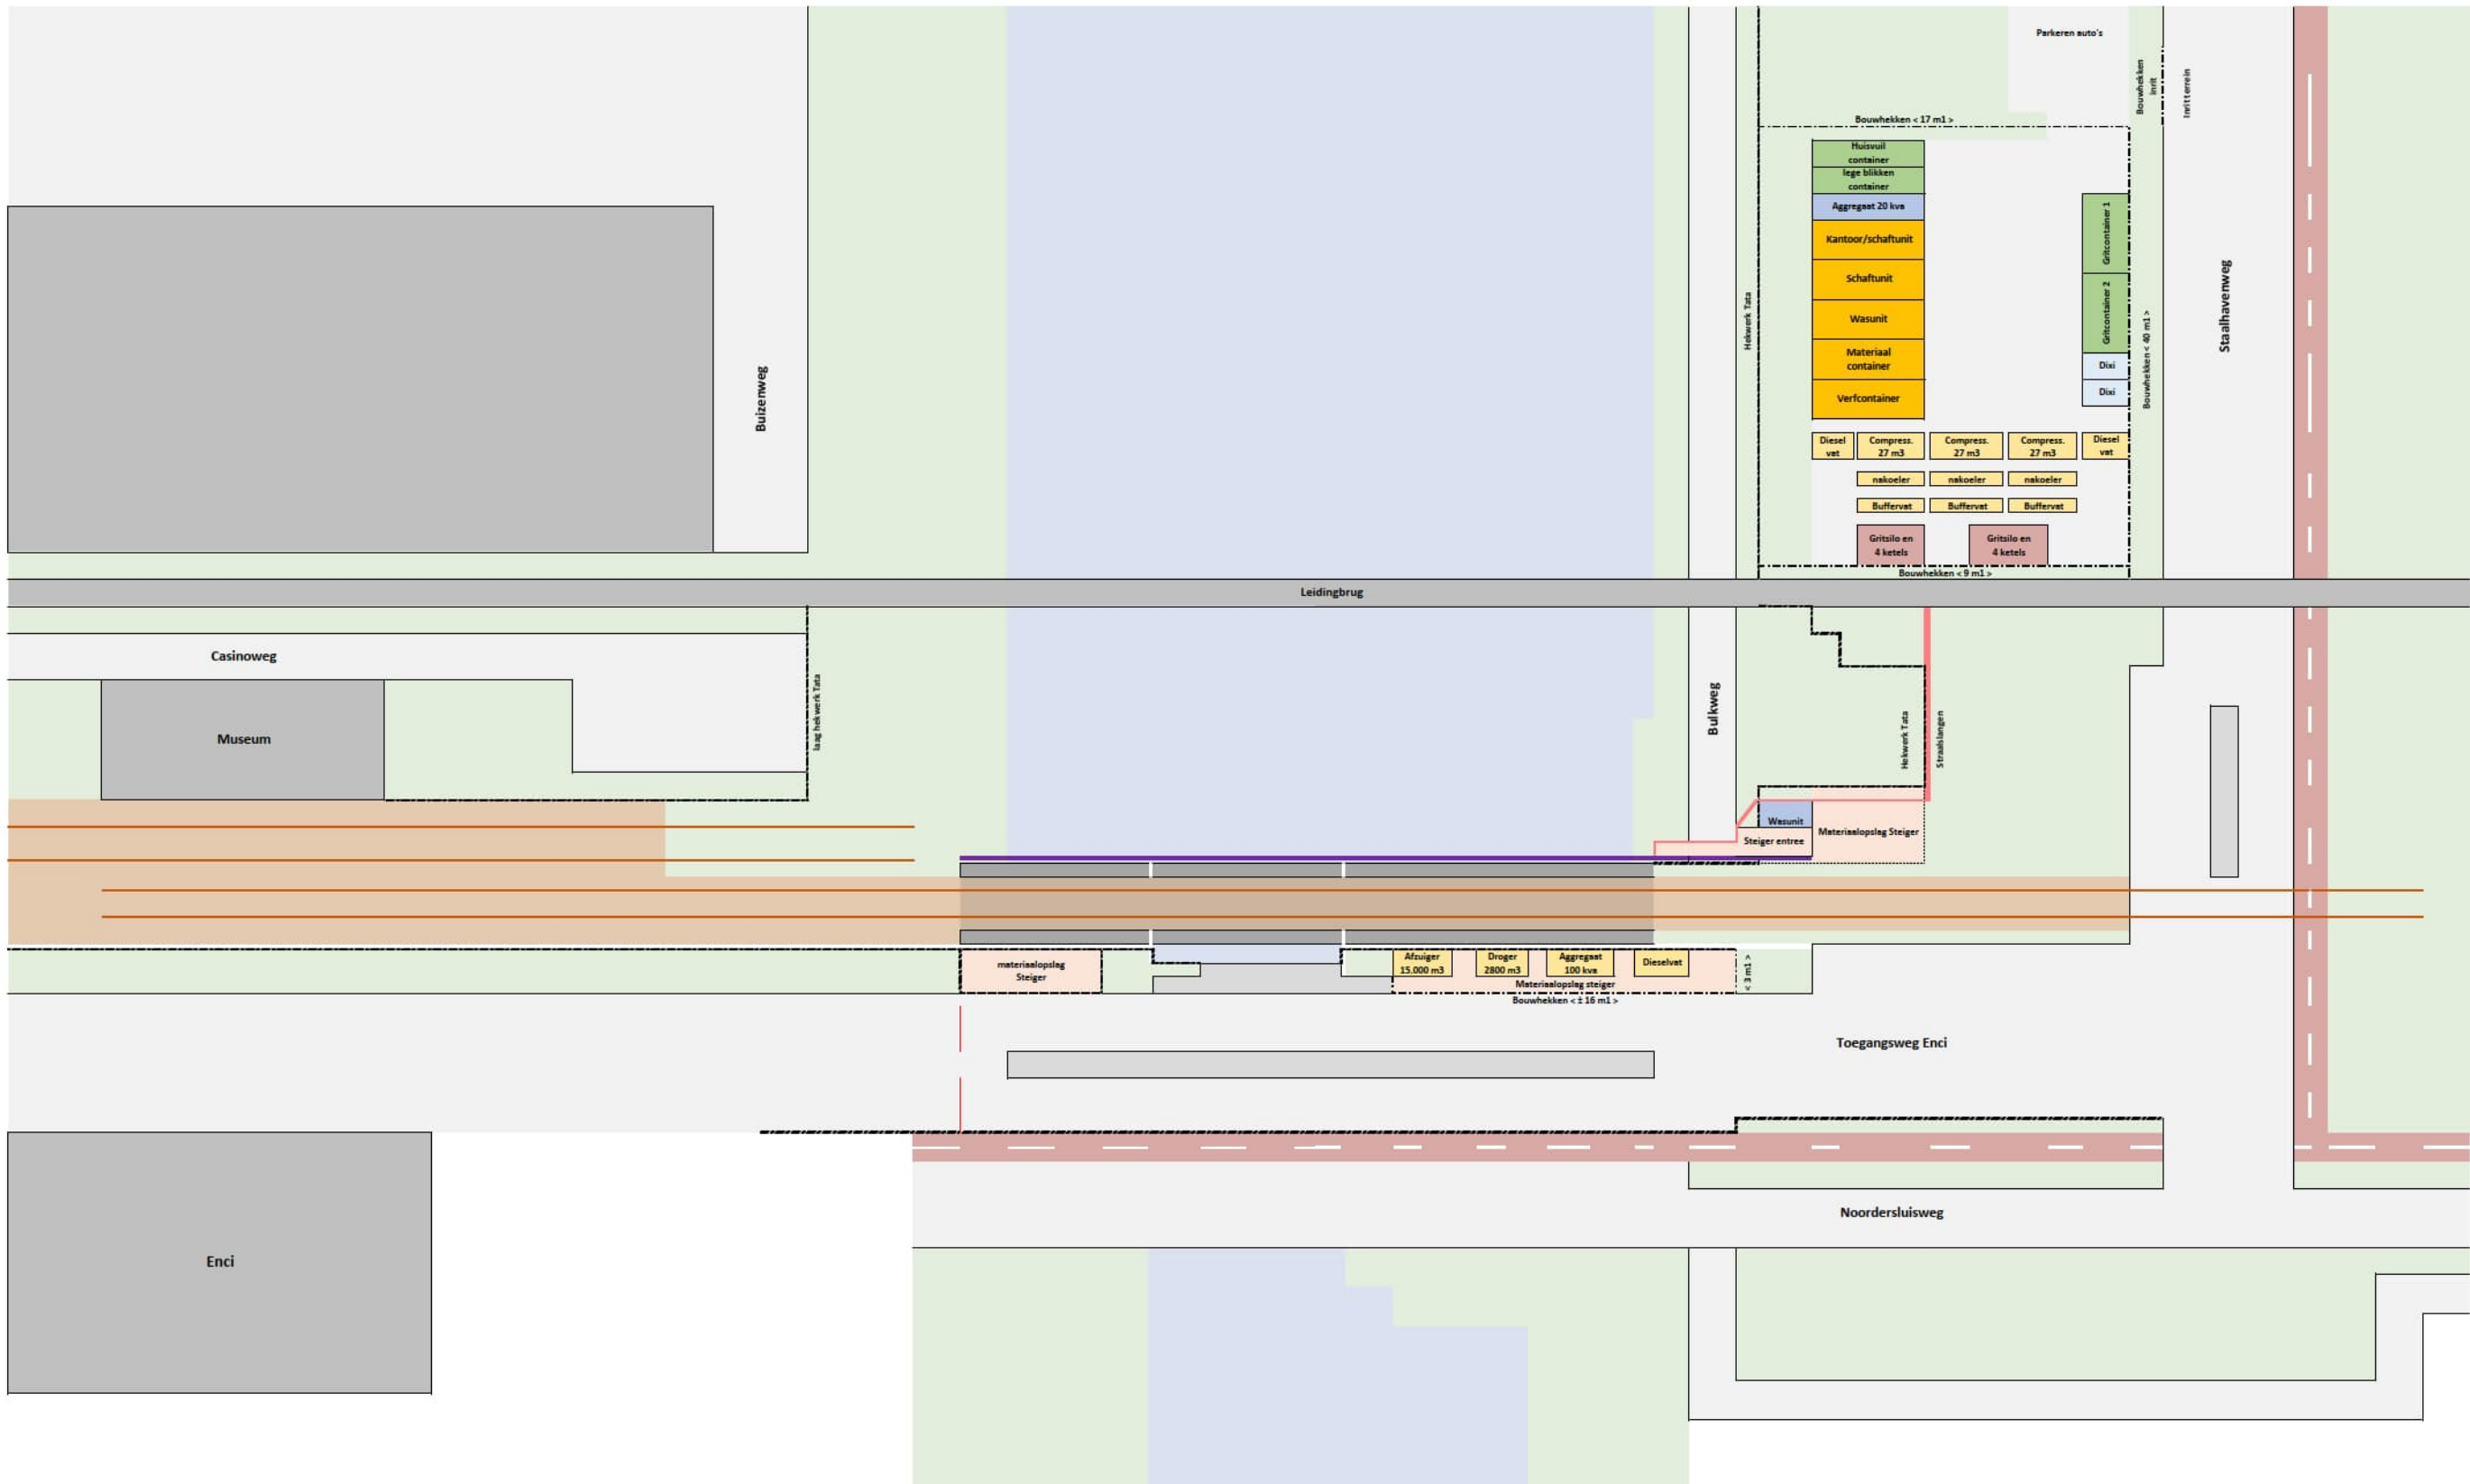 Parkeren auto's
Bouwhekken
inrit
Inritterrein
Bouwhekken < 17 m1 >
Huisvuil
container
lege blikken
container
Aggregaat 20 kva
Kantoor/schaftunit
Schaftunit
Wasunit
Materiaal
container
Verfcontainer
Gritcontainer 1
Gritcontainer 2
Dixi
Dixi
Bouwhekken < 40 m1 >
Staalhavenweg
Hekwerk Tata
Buizenweg
Diesel
vat
Compress.
27 m3
Compress.
27 m3
Compress.
27 m3
Diesel
vat
nakoeler
nakoeler
nakoeler
Buffervat
Buffervat
Buffervat
Gritsilo en
4 ketels
Gritsilo en
4 ketels
Bouwhekken < 9 m1 >
Leidingbrug
Casinoweg
Museum
laag hekwerk Tata
Bulkweg
Hekwerk Tata
Straalslangen
Wasunit
Steiger entree
Materiaalopslag Steiger
materiaalopslag
Steiger
Afzuiger
15.000 m3
Droger
2800 m3
Aggregaat
100 kva
Dieselvat
Materiaalopslag steiger
< 3 m1 >
Bouwhekken < ± 16 m1 >
Toegangsweg Enci
Noordersluisweg
Enci